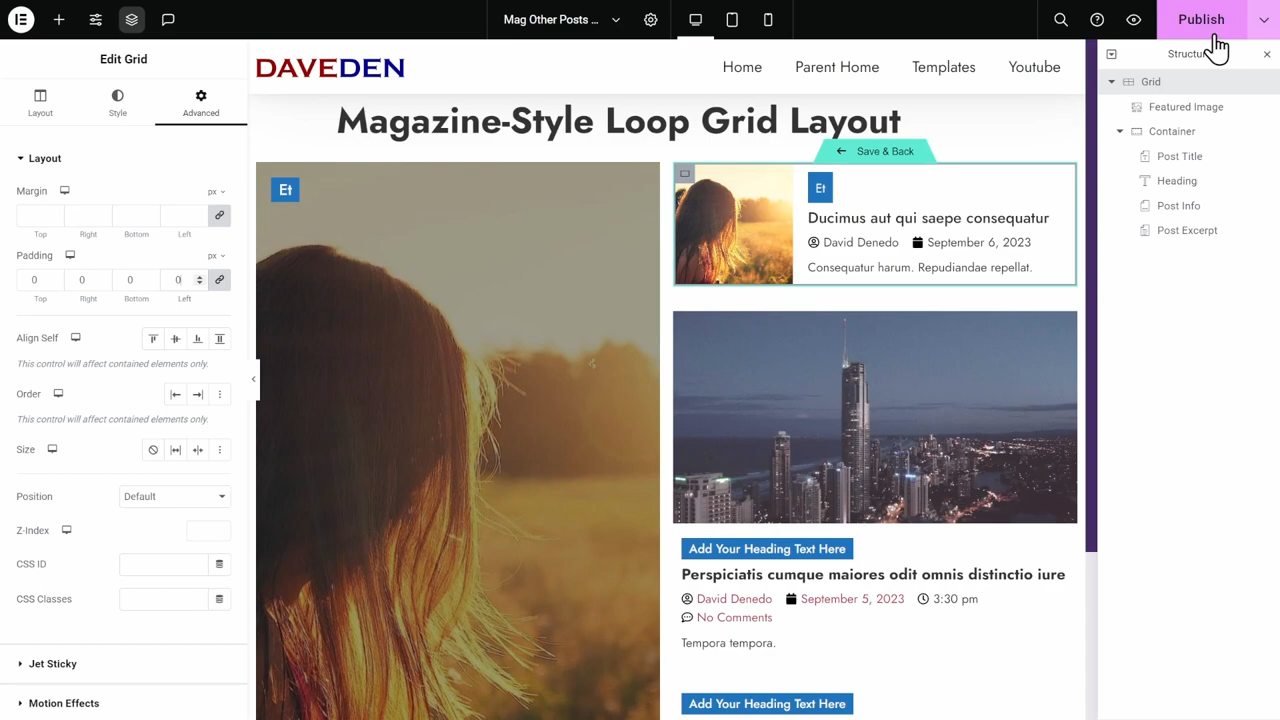 Mag Other Posts ...
Publish
Edit Grid
Layout
Style
Advanced
Layout
Margin
px
Top
Right
Bottom
Left
Padding
px
0
0
0
0
Top
Right
Bottom
Left
Align Self
This control will affect contained elements only.
Order
This control will affect contained elements only.
Size
Position
Default
Z-Index
CSS ID
CSS Classes
Jet Sticky
Motion Effects
DAVEDEN
Home
Parent Home
Templates
Youtube
Magazine-Style Loop Grid Layout
Save & Back
Et
Et
Ducimus aut qui saepe consequatur
David Denedo
September 6, 2023
Consequatur harum. Repudiandae repellat.
Add Your Heading Text Here
Perspiciatis cumque maiores odit omnis distinctio iure
David Denedo
September 5, 2023
3:30 pm
No Comments
Tempora tempora.
Add Your Heading Text Here
Grid
Featured Image
Container
Post Title
Heading
Post Info
Post Excerpt